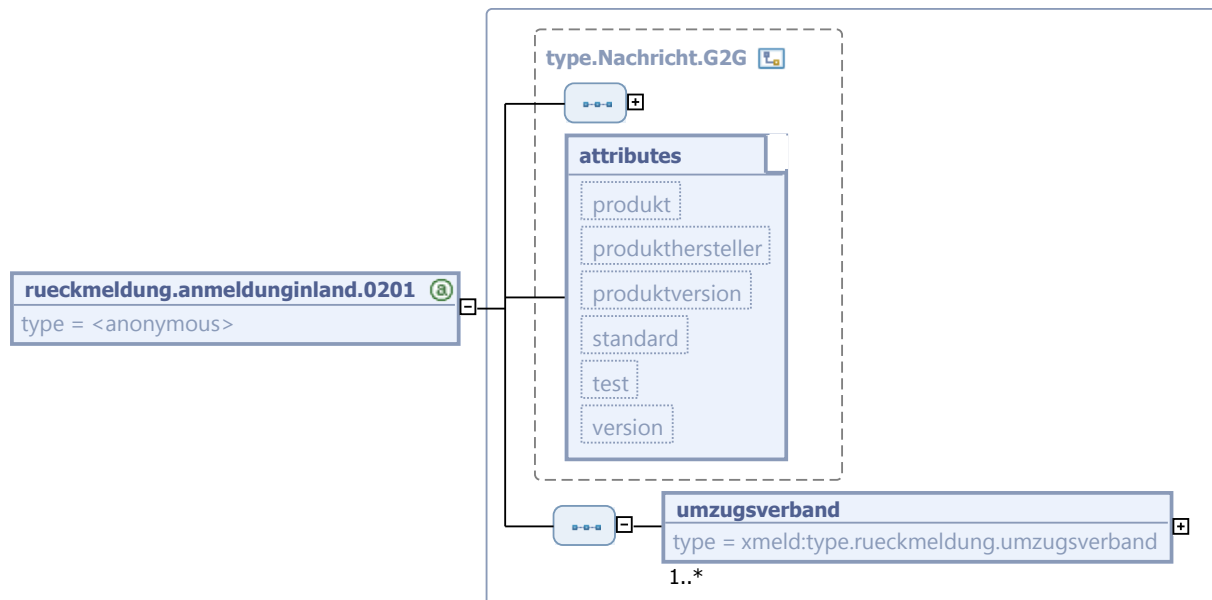 type.Nachricht.G2G
attributes
produkt
produkthersteller
produktversion
standard
test
version
rueckmeldung.anmeldunginland.0201 a
type = <anonymous>
umzugsverband
type = xmeld:type.rueckmeldung.umzugsverband
1..*